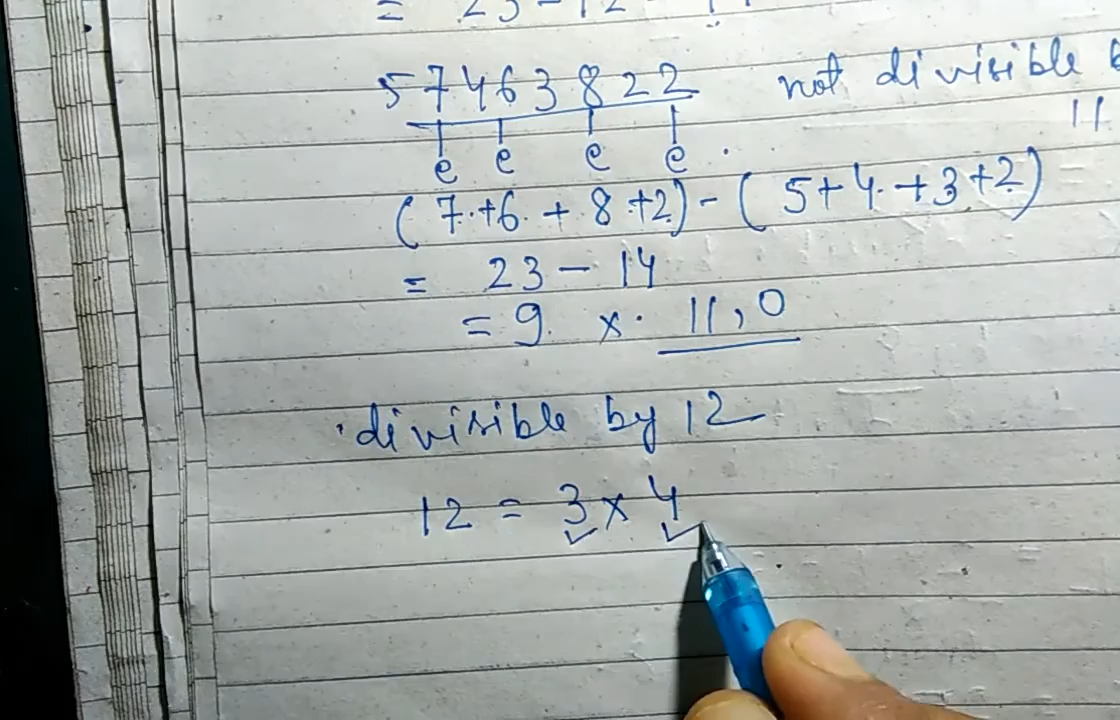 57463822 not divisible
11
e e e e
(7+6+8+2)-(5+4+3+2)
= 23-14
= 9 × 11,0
divisible by 12
12 = 3×4